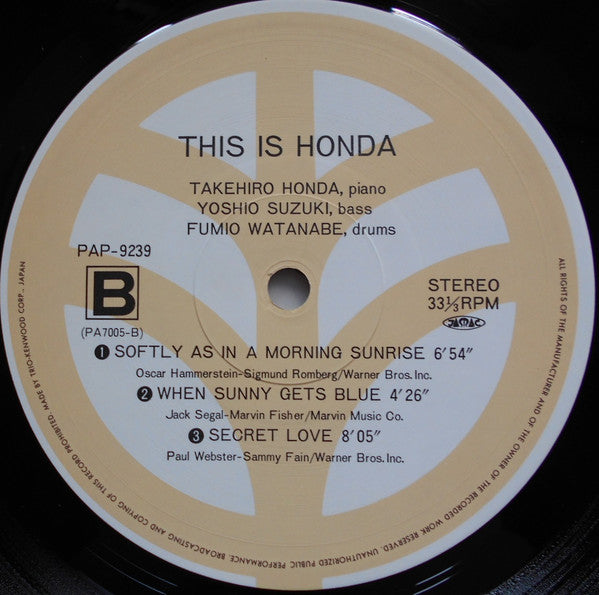 THIS IS HONDA
TAKEHIRO HONDA, piano
YOSHIO SUZUKI, bass
FUMIO WATANABE, drums
PAP-9239
B
(PA7005-B)
STEREO
33⅓RPM
JASRAC
❶ SOFTLY AS IN A MORNING SUNRISE 6′54″
Oscar Hammerstein-Sigmund Romberg/Warner Bros. Inc.
❷ WHEN SUNNY GETS BLUE 4′26″
Jack Segal-Marvin Fisher/Marvin Music Co.
❸ SECRET LOVE 8′05″
Paul Webster-Sammy Fain/Warner Bros. Inc.
ALL RIGHTS OF THE MANUFACTURER AND OF THE OWNER OF THE RECORDED WORK RESERVED. UNAUTHORIZED PUBLIC PERFORMANCE, BROADCASTING AND COPYING OF THIS RECORD PROHIBITED. MADE BY TRIO-KENWOOD CORP., JAPAN